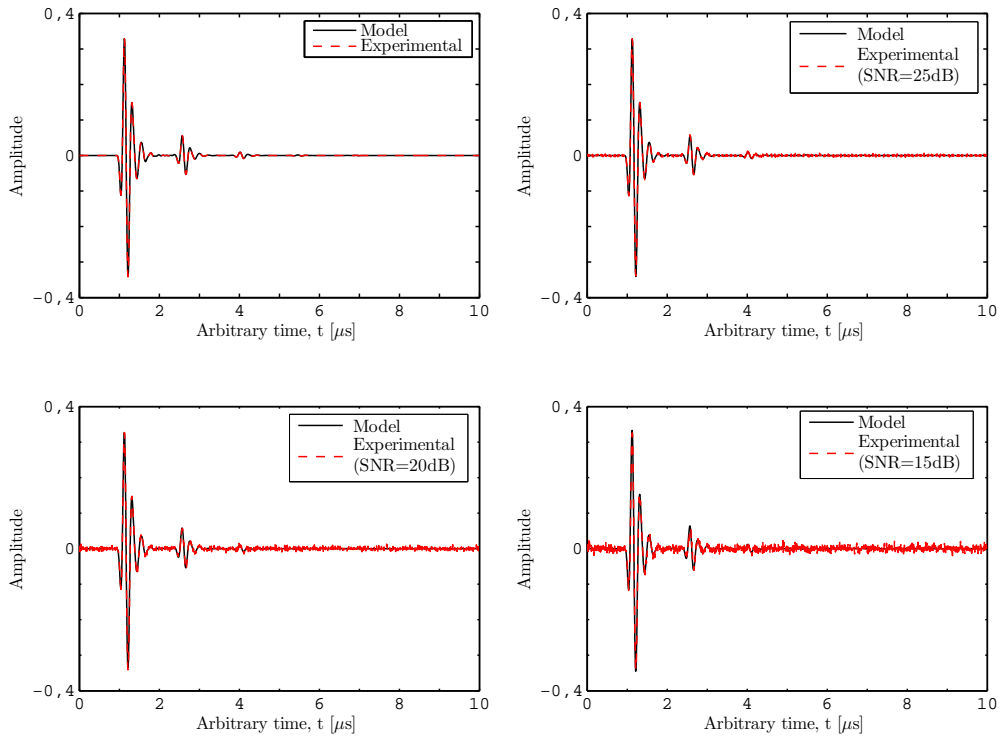 0,4
Model
Experimental
Amplitude
0
-0,4
0 2 4 6 8 10
Arbitrary time, t [μs]
0,4
Model
Experimental
(SNR=25dB)
Amplitude
0
-0,4
0 2 4 6 8 10
Arbitrary time, t [μs]
0,4
Model
Experimental
(SNR=20dB)
Amplitude
0
-0,4
0 2 4 6 8 10
Arbitrary time, t [μs]
0,4
Model
Experimental
(SNR=15dB)
Amplitude
0
-0,4
0 2 4 6 8 10
Arbitrary time, t [μs]